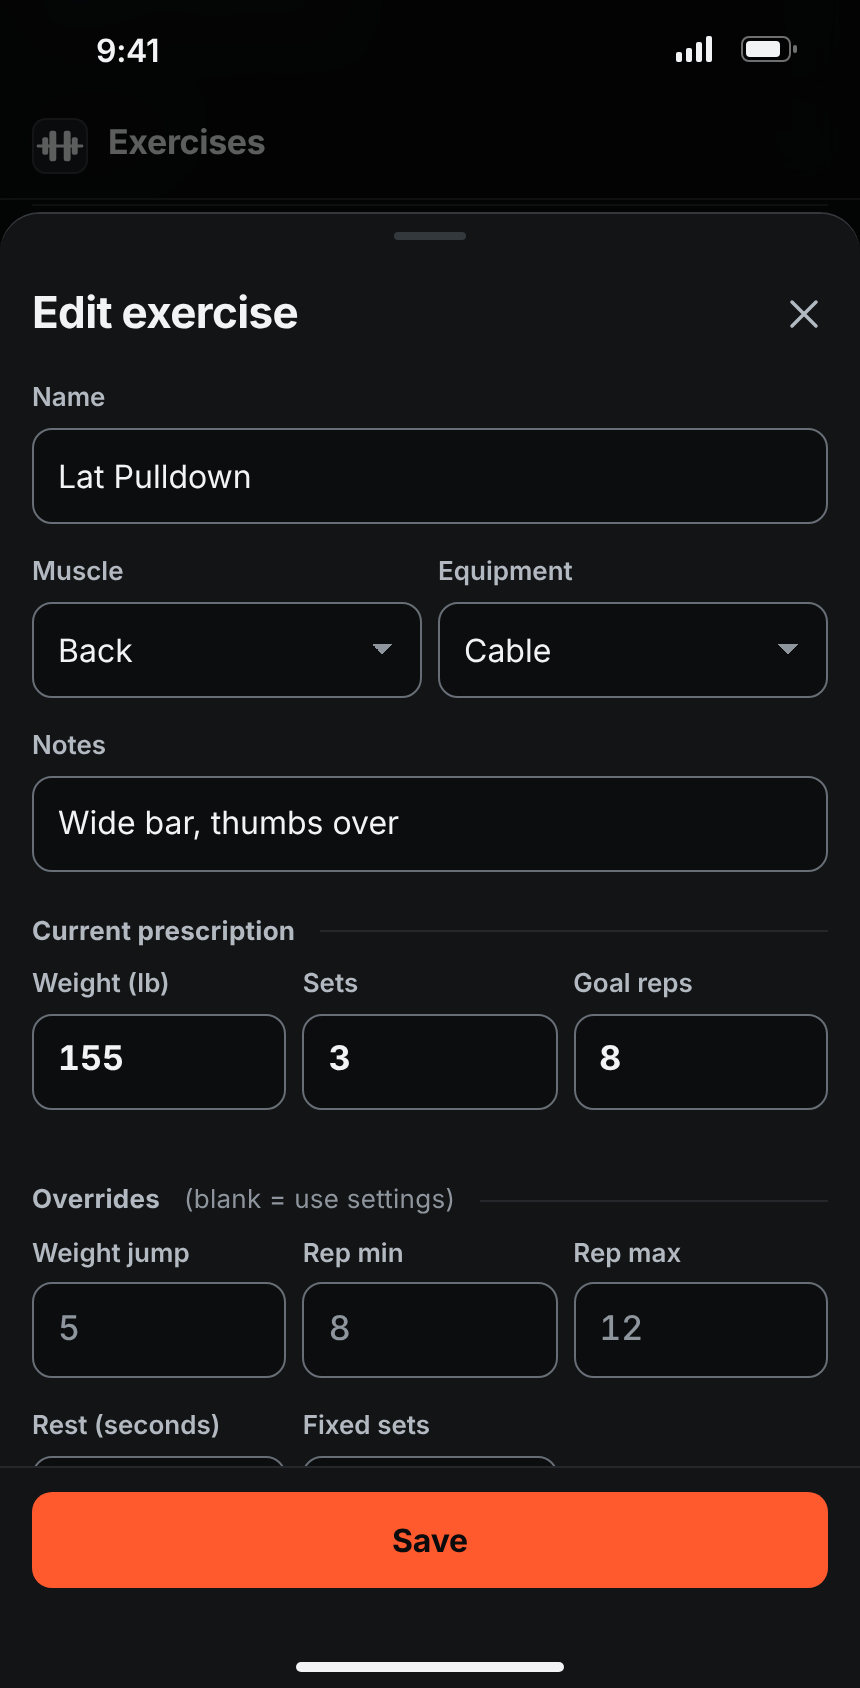 9:41
Exercises
Edit exercise
Name
Lat Pulldown
Muscle Equipment
Back Cable
Notes
Wide bar, thumbs over
Current prescription
Weight (lb) Sets Goal reps
155 3 8
Overrides (blank = use settings)
Weight jump Rep min Rep max
5 8 12
Rest (seconds) Fixed sets
Save